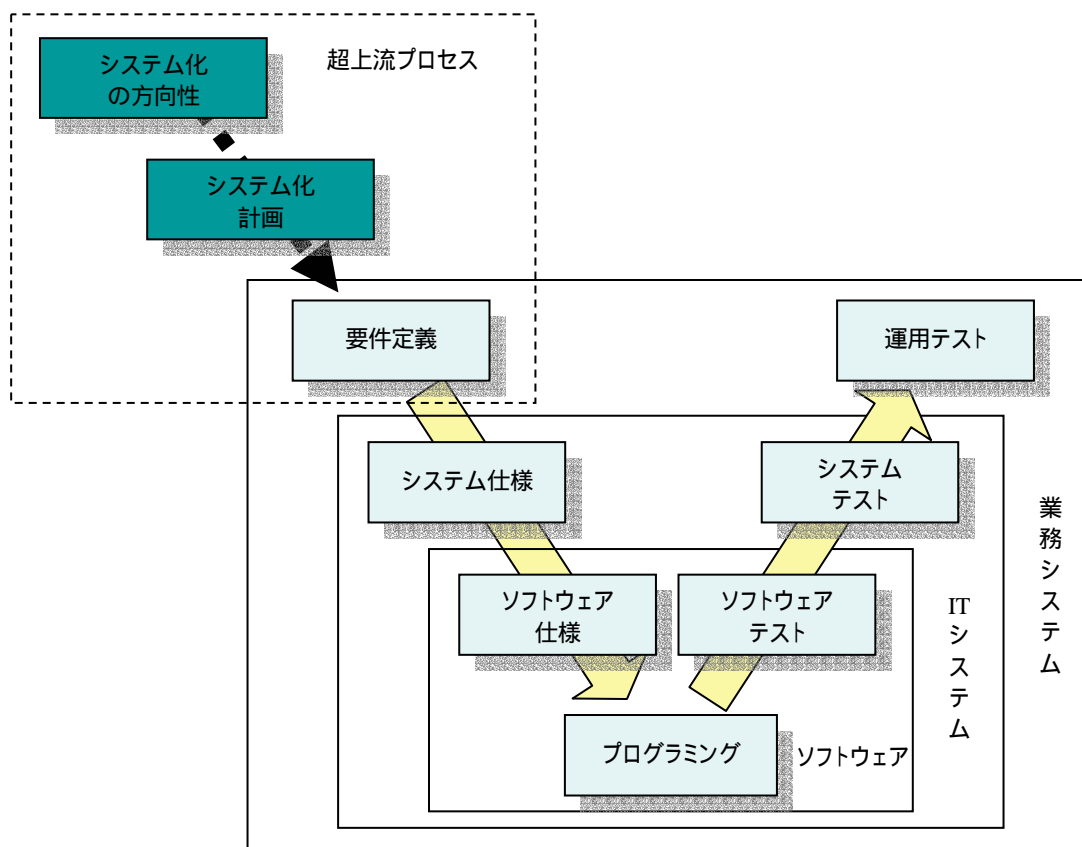 超上流プロセス
システム化
の方向性
システム化
計画
要件定義
運用テスト
システム仕様
システム
テスト
ソフトウェア
仕様
ソフトウェア
テスト
プログラミング
ソフトウェア
ITシステム
業務システム